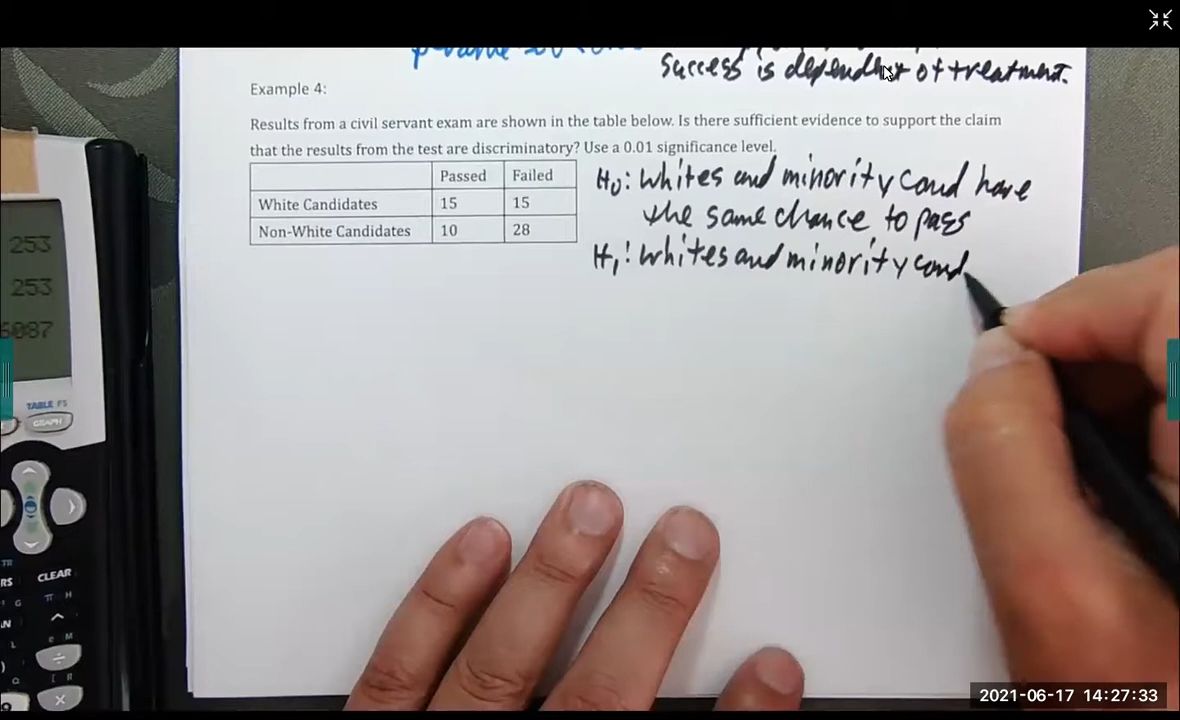 success is dependent of treatment.
Example 4:
Results from a civil servant exam are shown in the table below. Is there sufficient evidence to support the claim
that the results from the test are discriminatory? Use a 0.01 significance level.
Passed Failed
White Candidates 15 15
Non-White Candidates 10 28
H₀: Whites and minority cand have
the same chance to pass
H₁: Whites and minority cand
253
253
6087
TABLE F5
GRAPH
CLEAR
2021-06-17 14:27:33